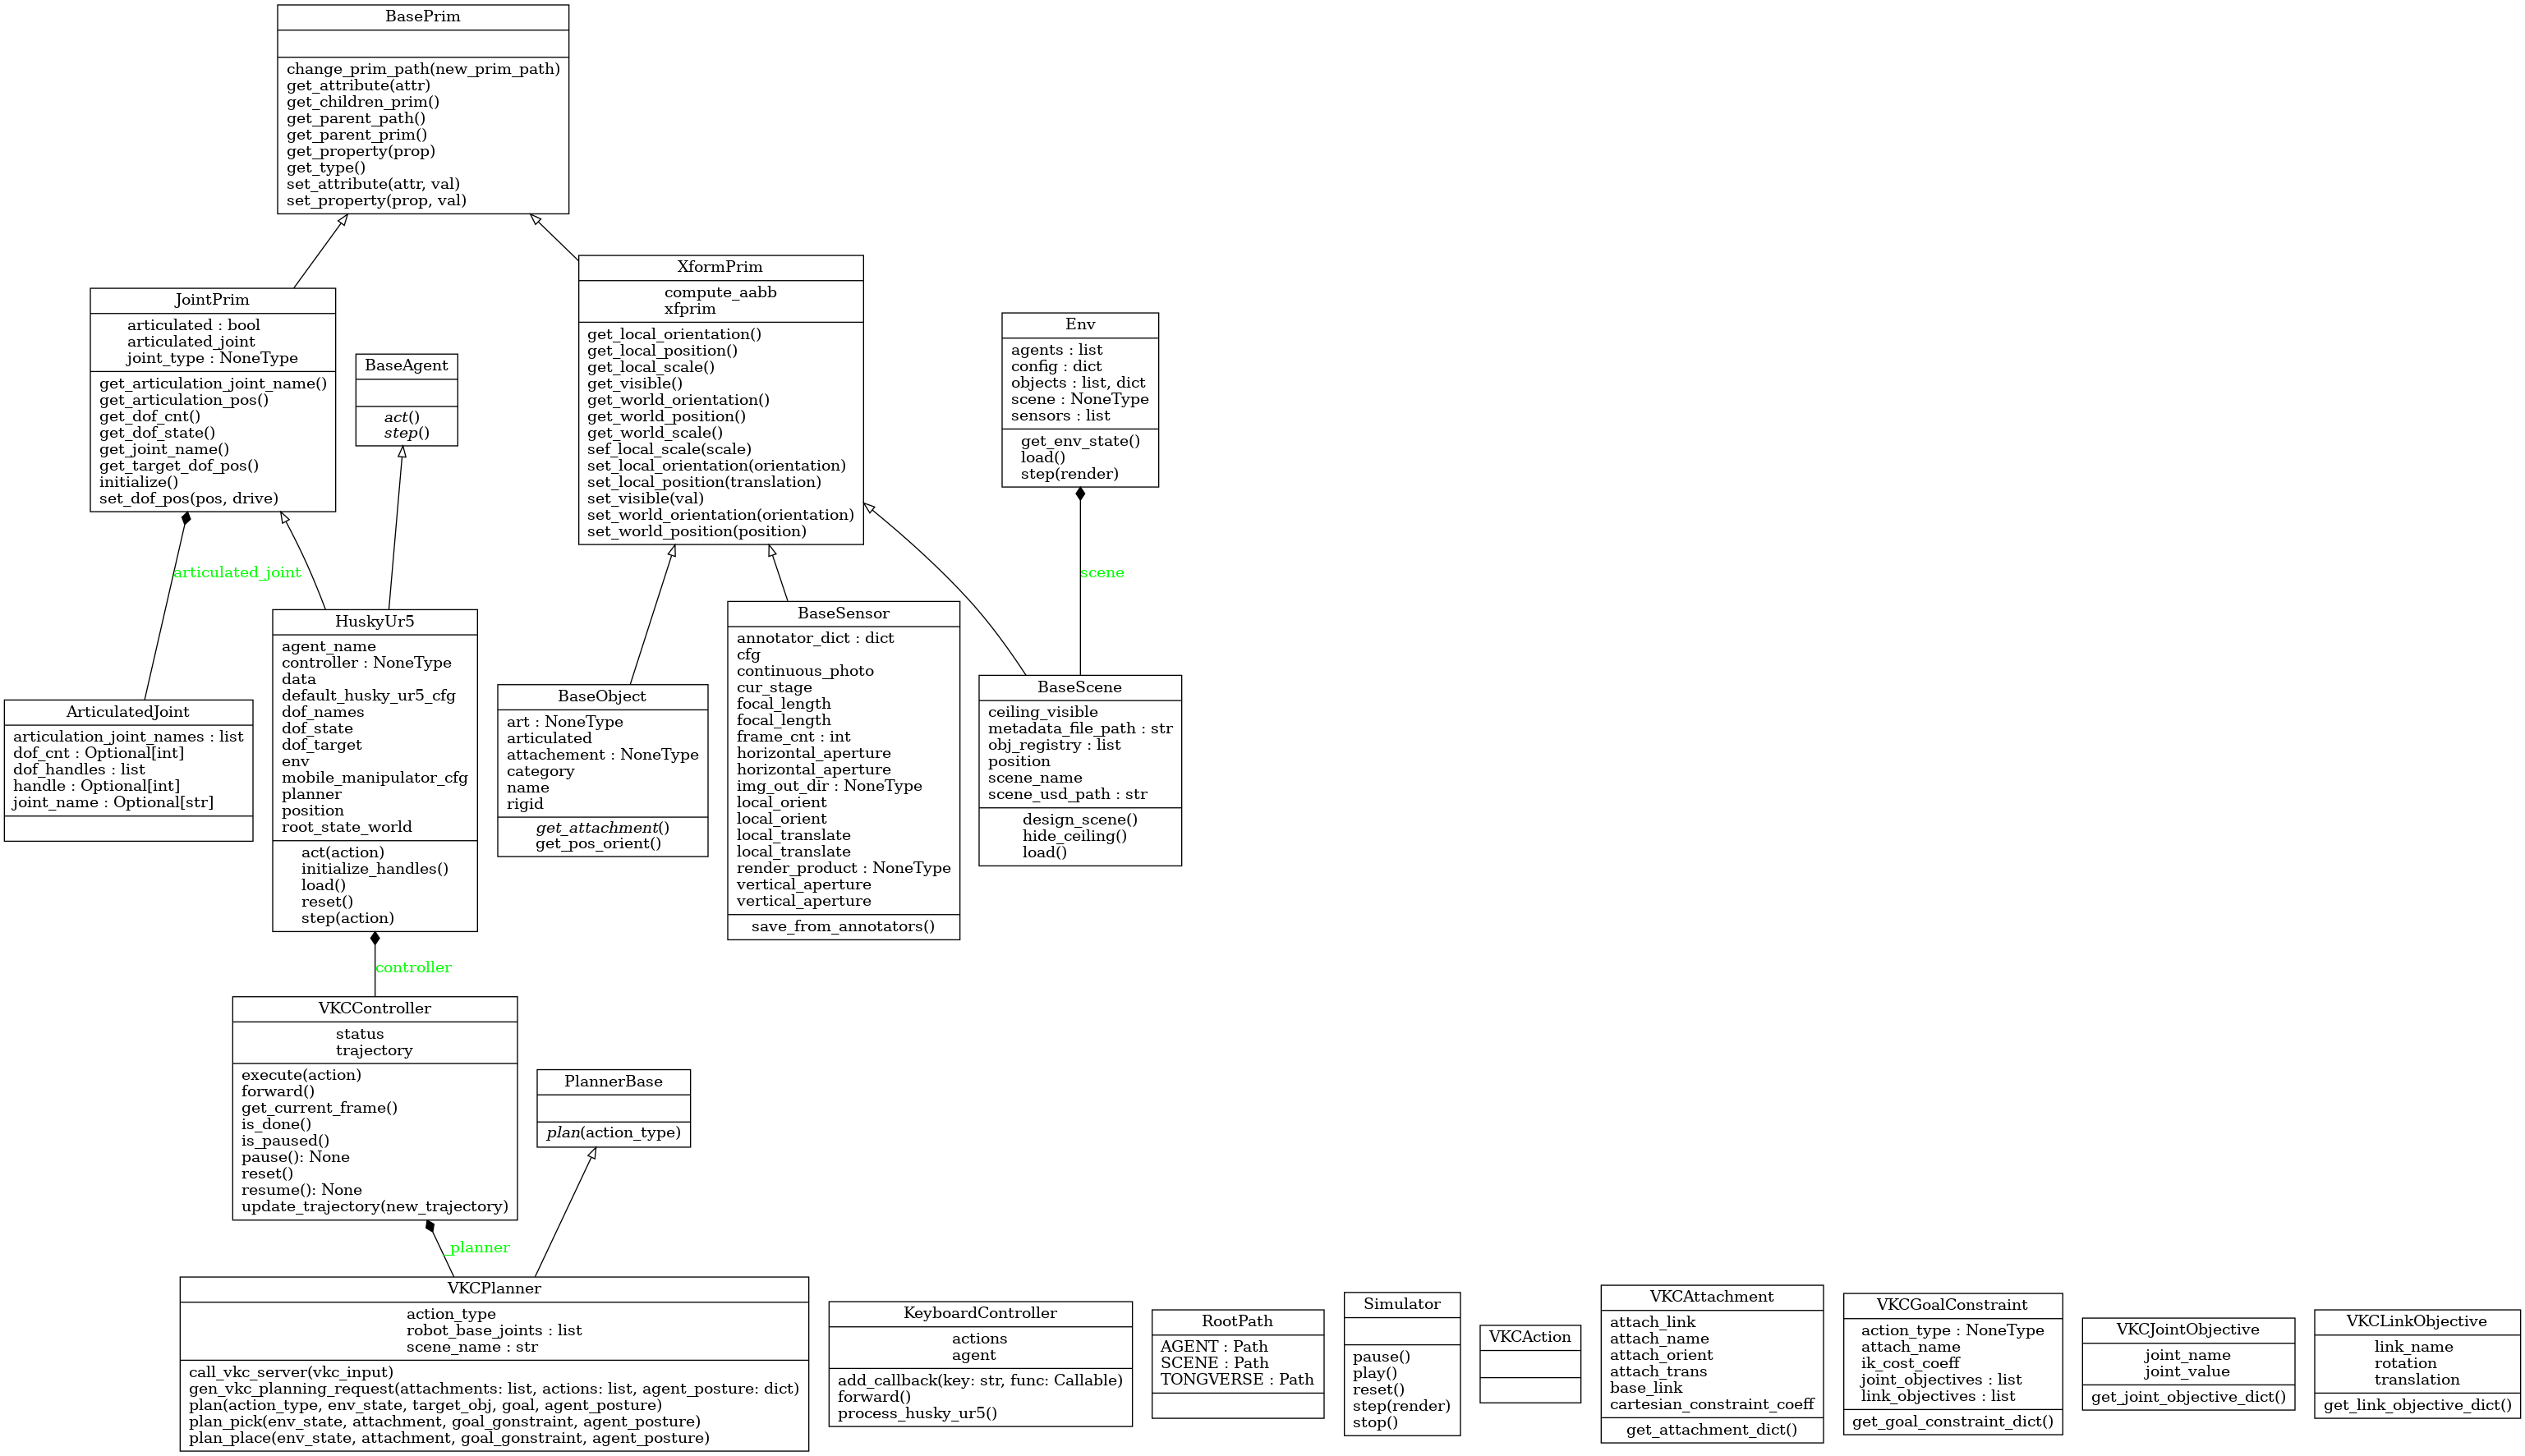 BasePrim
change_prim_path(new_prim_path)
get_attribute(attr)
get_children_prim()
get_parent_path()
get_parent_prim()
get_property(prop)
get_type()
set_attribute(attr, val)
set_property(prop, val)
JointPrim
articulated : bool
articulated_joint
joint_type : NoneType
get_articulation_joint_name()
get_articulation_pos()
get_dof_cnt()
get_dof_state()
get_joint_name()
get_target_dof_pos()
initialize()
set_dof_pos(pos, drive)
BaseAgent
act()
step()
XformPrim
compute_aabb
xfprim
get_local_orientation()
get_local_position()
get_local_scale()
get_visible()
get_world_orientation()
get_world_position()
get_world_scale()
sef_local_scale(scale)
set_local_orientation(orientation)
set_local_position(translation)
set_visible(val)
set_world_orientation(orientation)
set_world_position(position)
Env
agents : list
config : dict
objects : list, dict
scene : NoneType
sensors : list
get_env_state()
load()
step(render)
articulated_joint
scene
ArticulatedJoint
articulation_joint_names : list
dof_cnt : Optional[int]
dof_handles : list
handle : Optional[int]
joint_name : Optional[str]
HuskyUr5
agent_name
controller : NoneType
data
default_husky_ur5_cfg
dof_names
dof_state
dof_target
env
mobile_manipulator_cfg
planner
position
root_state_world
act(action)
initialize_handles()
load()
reset()
step(action)
BaseObject
art : NoneType
articulated
attachement : NoneType
category
name
rigid
get_attachment()
get_pos_orient()
BaseSensor
annotator_dict : dict
cfg
continuous_photo
cur_stage
focal_length
focal_length
frame_cnt : int
horizontal_aperture
horizontal_aperture
img_out_dir : NoneType
local_orient
local_orient
local_translate
local_translate
render_product : NoneType
vertical_aperture
vertical_aperture
save_from_annotators()
BaseScene
ceiling_visible
metadata_file_path : str
obj_registry : list
position
scene_name
scene_usd_path : str
design_scene()
hide_ceiling()
load()
controller
VKCController
status
trajectory
execute(action)
forward()
get_current_frame()
is_done()
is_paused()
pause(): None
reset()
resume(): None
update_trajectory(new_trajectory)
PlannerBase
plan(action_type)
_planner
VKCPlanner
action_type
robot_base_joints : list
scene_name : str
call_vkc_server(vkc_input)
gen_vkc_planning_request(attachments: list, actions: list, agent_posture: dict)
plan(action_type, env_state, target_obj, goal, agent_posture)
plan_pick(env_state, attachment, goal_gonstraint, agent_posture)
plan_place(env_state, attachment, goal_gonstraint, agent_posture)
KeyboardController
actions
agent
add_callback(key: str, func: Callable)
forward()
process_husky_ur5()
RootPath
AGENT : Path
SCENE : Path
TONGVERSE : Path
Simulator
pause()
play()
reset()
step(render)
stop()
VKCAction
VKCAttachment
attach_link
attach_name
attach_orient
attach_trans
base_link
cartesian_constraint_coeff
get_attachment_dict()
VKCGoalConstraint
action_type : NoneType
attach_name
ik_cost_coeff
joint_objectives : list
link_objectives : list
get_goal_constraint_dict()
VKCJointObjective
joint_name
joint_value
get_joint_objective_dict()
VKCLinkObjective
link_name
rotation
translation
get_link_objective_dict()